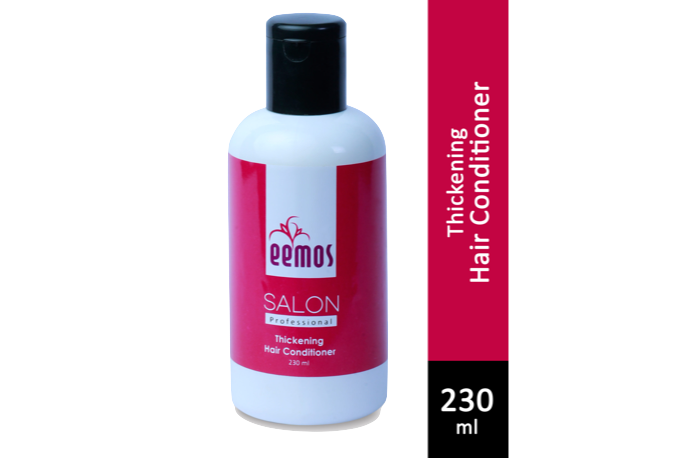 eemos
SALON
Professional
Thickening
Hair Conditioner
230 ml
Thickening
Hair Conditioner
230
ml